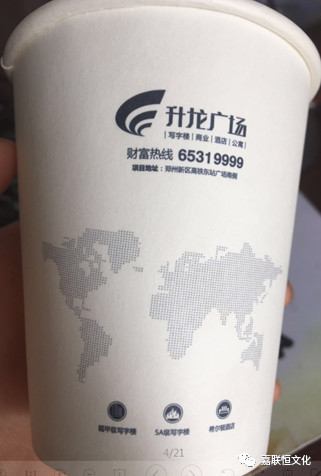 升龙广场
|写字楼|商业|酒店|公寓|
财富热线 65319999
项目地址：郑州新区高铁东站广场南侧
超甲级写字楼 5A级写字楼 希尔顿酒店
4/21
嘉联恒文化